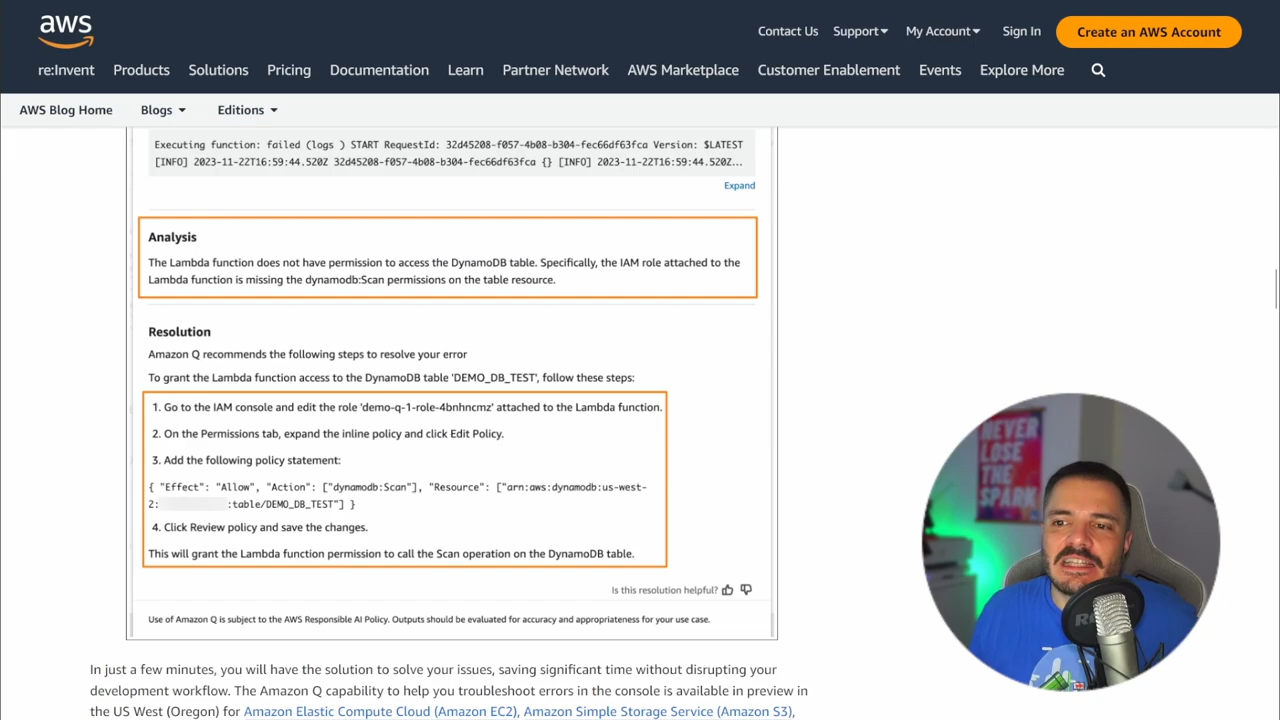 aws
Contact Us Support My Account Sign In Create an AWS Account
re:Invent Products Solutions Pricing Documentation Learn Partner Network AWS Marketplace Customer Enablement Events Explore More
AWS Blog Home Blogs Editions
Executing function: failed (logs ) START RequestId: 32d45208-f057-4b08-b304-fec66df63fca Version: $LATEST
[INFO] 2023-11-22T16:59:44.520Z 32d45208-f057-4b08-b304-fec66df63fca {} [INFO] 2023-11-22T16:59:44.520Z...
Expand
Analysis
The Lambda function does not have permission to access the DynamoDB table. Specifically, the IAM role attached to the
Lambda function is missing the dynamodb:Scan permissions on the table resource.
Resolution
Amazon Q recommends the following steps to resolve your error
To grant the Lambda function access to the DynamoDB table 'DEMO_DB_TEST', follow these steps:
1. Go to the IAM console and edit the role 'demo-q-1-role-4bnhncmz' attached to the Lambda function.
2. On the Permissions tab, expand the inline policy and click Edit Policy.
3. Add the following policy statement:
{ "Effect": "Allow", "Action": ["dynamodb:Scan"], "Resource": ["arn:aws:dynamodb:us-west-
2: :table/DEMO_DB_TEST"] }
4. Click Review policy and save the changes.
This will grant the Lambda function permission to call the Scan operation on the DynamoDB table.
Is this resolution helpful?
Use of Amazon Q is subject to the AWS Responsible AI Policy. Outputs should be evaluated for accuracy and appropriateness for your use case.
In just a few minutes, you will have the solution to solve your issues, saving significant time without disrupting your
development workflow. The Amazon Q capability to help you troubleshoot errors in the console is available in preview in
the US West (Oregon) for Amazon Elastic Compute Cloud (Amazon EC2), Amazon Simple Storage Service (Amazon S3),
NEVER
LOSE
THE
SPARK